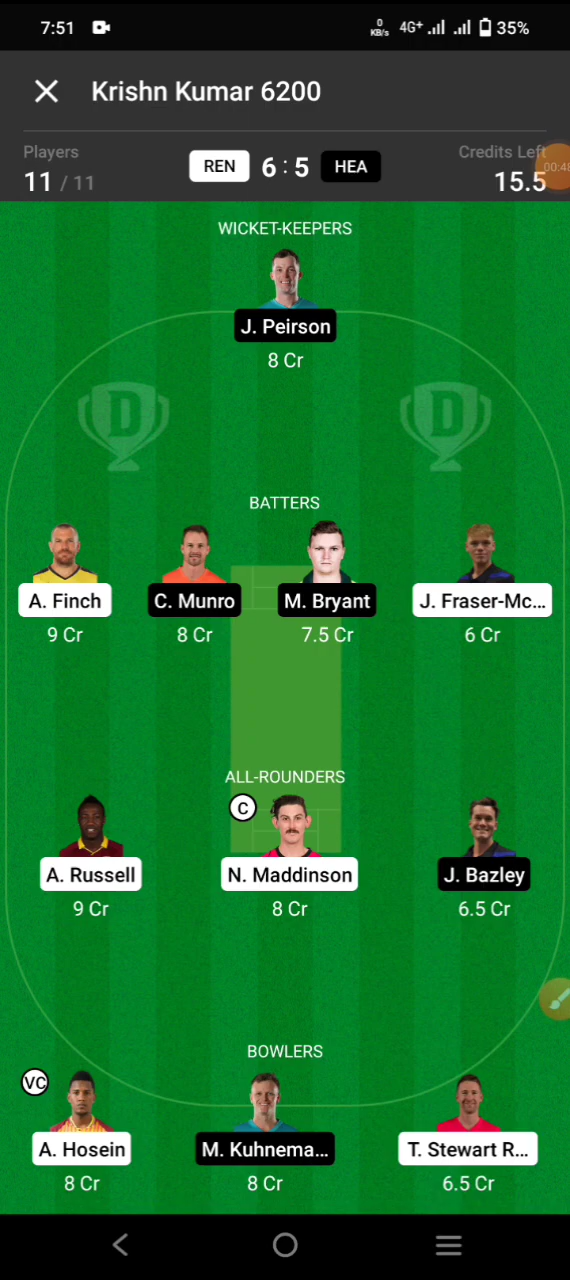 7:51
0 KB/s 4G+ 35%
Krishn Kumar 6200
Players
Credits Left
11 / 11
REN 6 : 5 HEA
15.5
00:48
WICKET-KEEPERS
J. Peirson
8 Cr
D D
BATTERS
A. Finch C. Munro M. Bryant J. Fraser-Mc...
9 Cr 8 Cr 7.5 Cr 6 Cr
ALL-ROUNDERS
C
A. Russell N. Maddinson J. Bazley
9 Cr 8 Cr 6.5 Cr
BOWLERS
VC
A. Hosein M. Kuhnema... T. Stewart R...
8 Cr 8 Cr 6.5 Cr